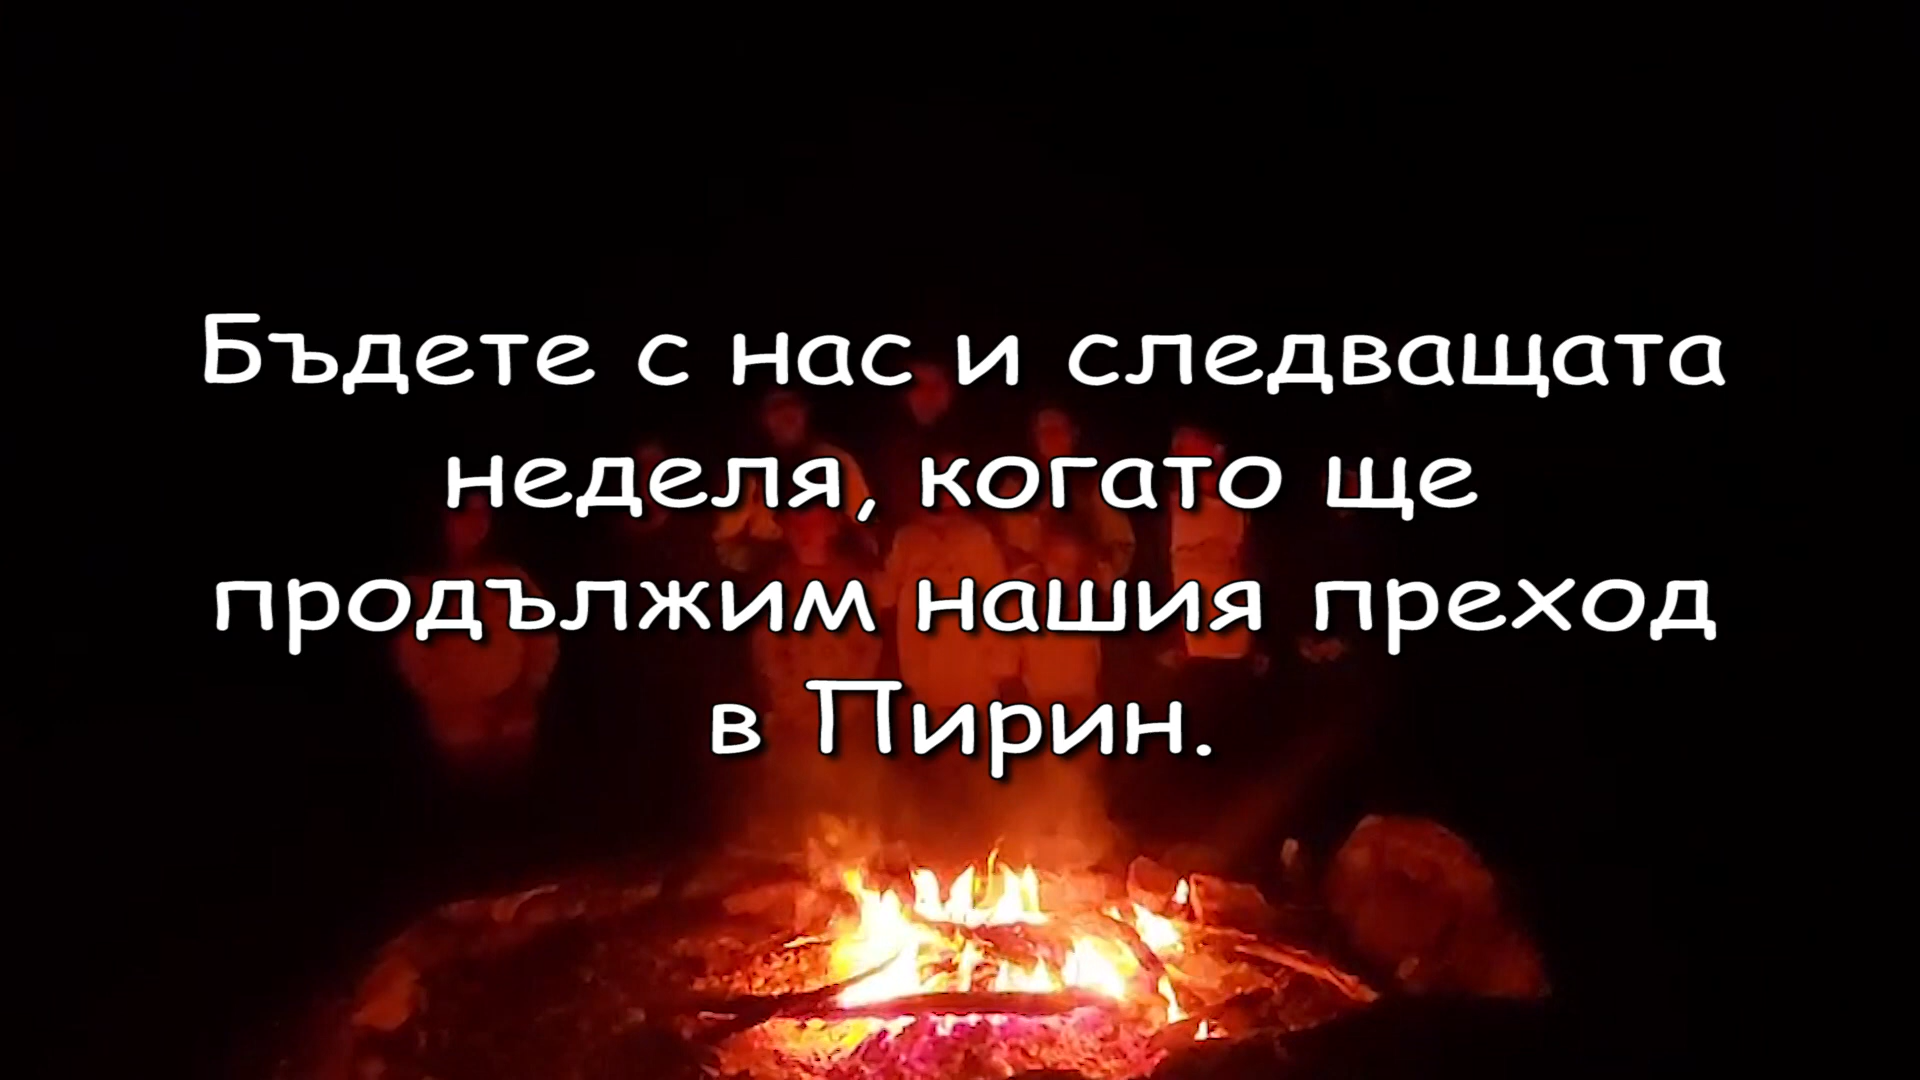 Бъдете с нас и следващата
неделя, когато ще
продължим нашия преход
в Пирин.